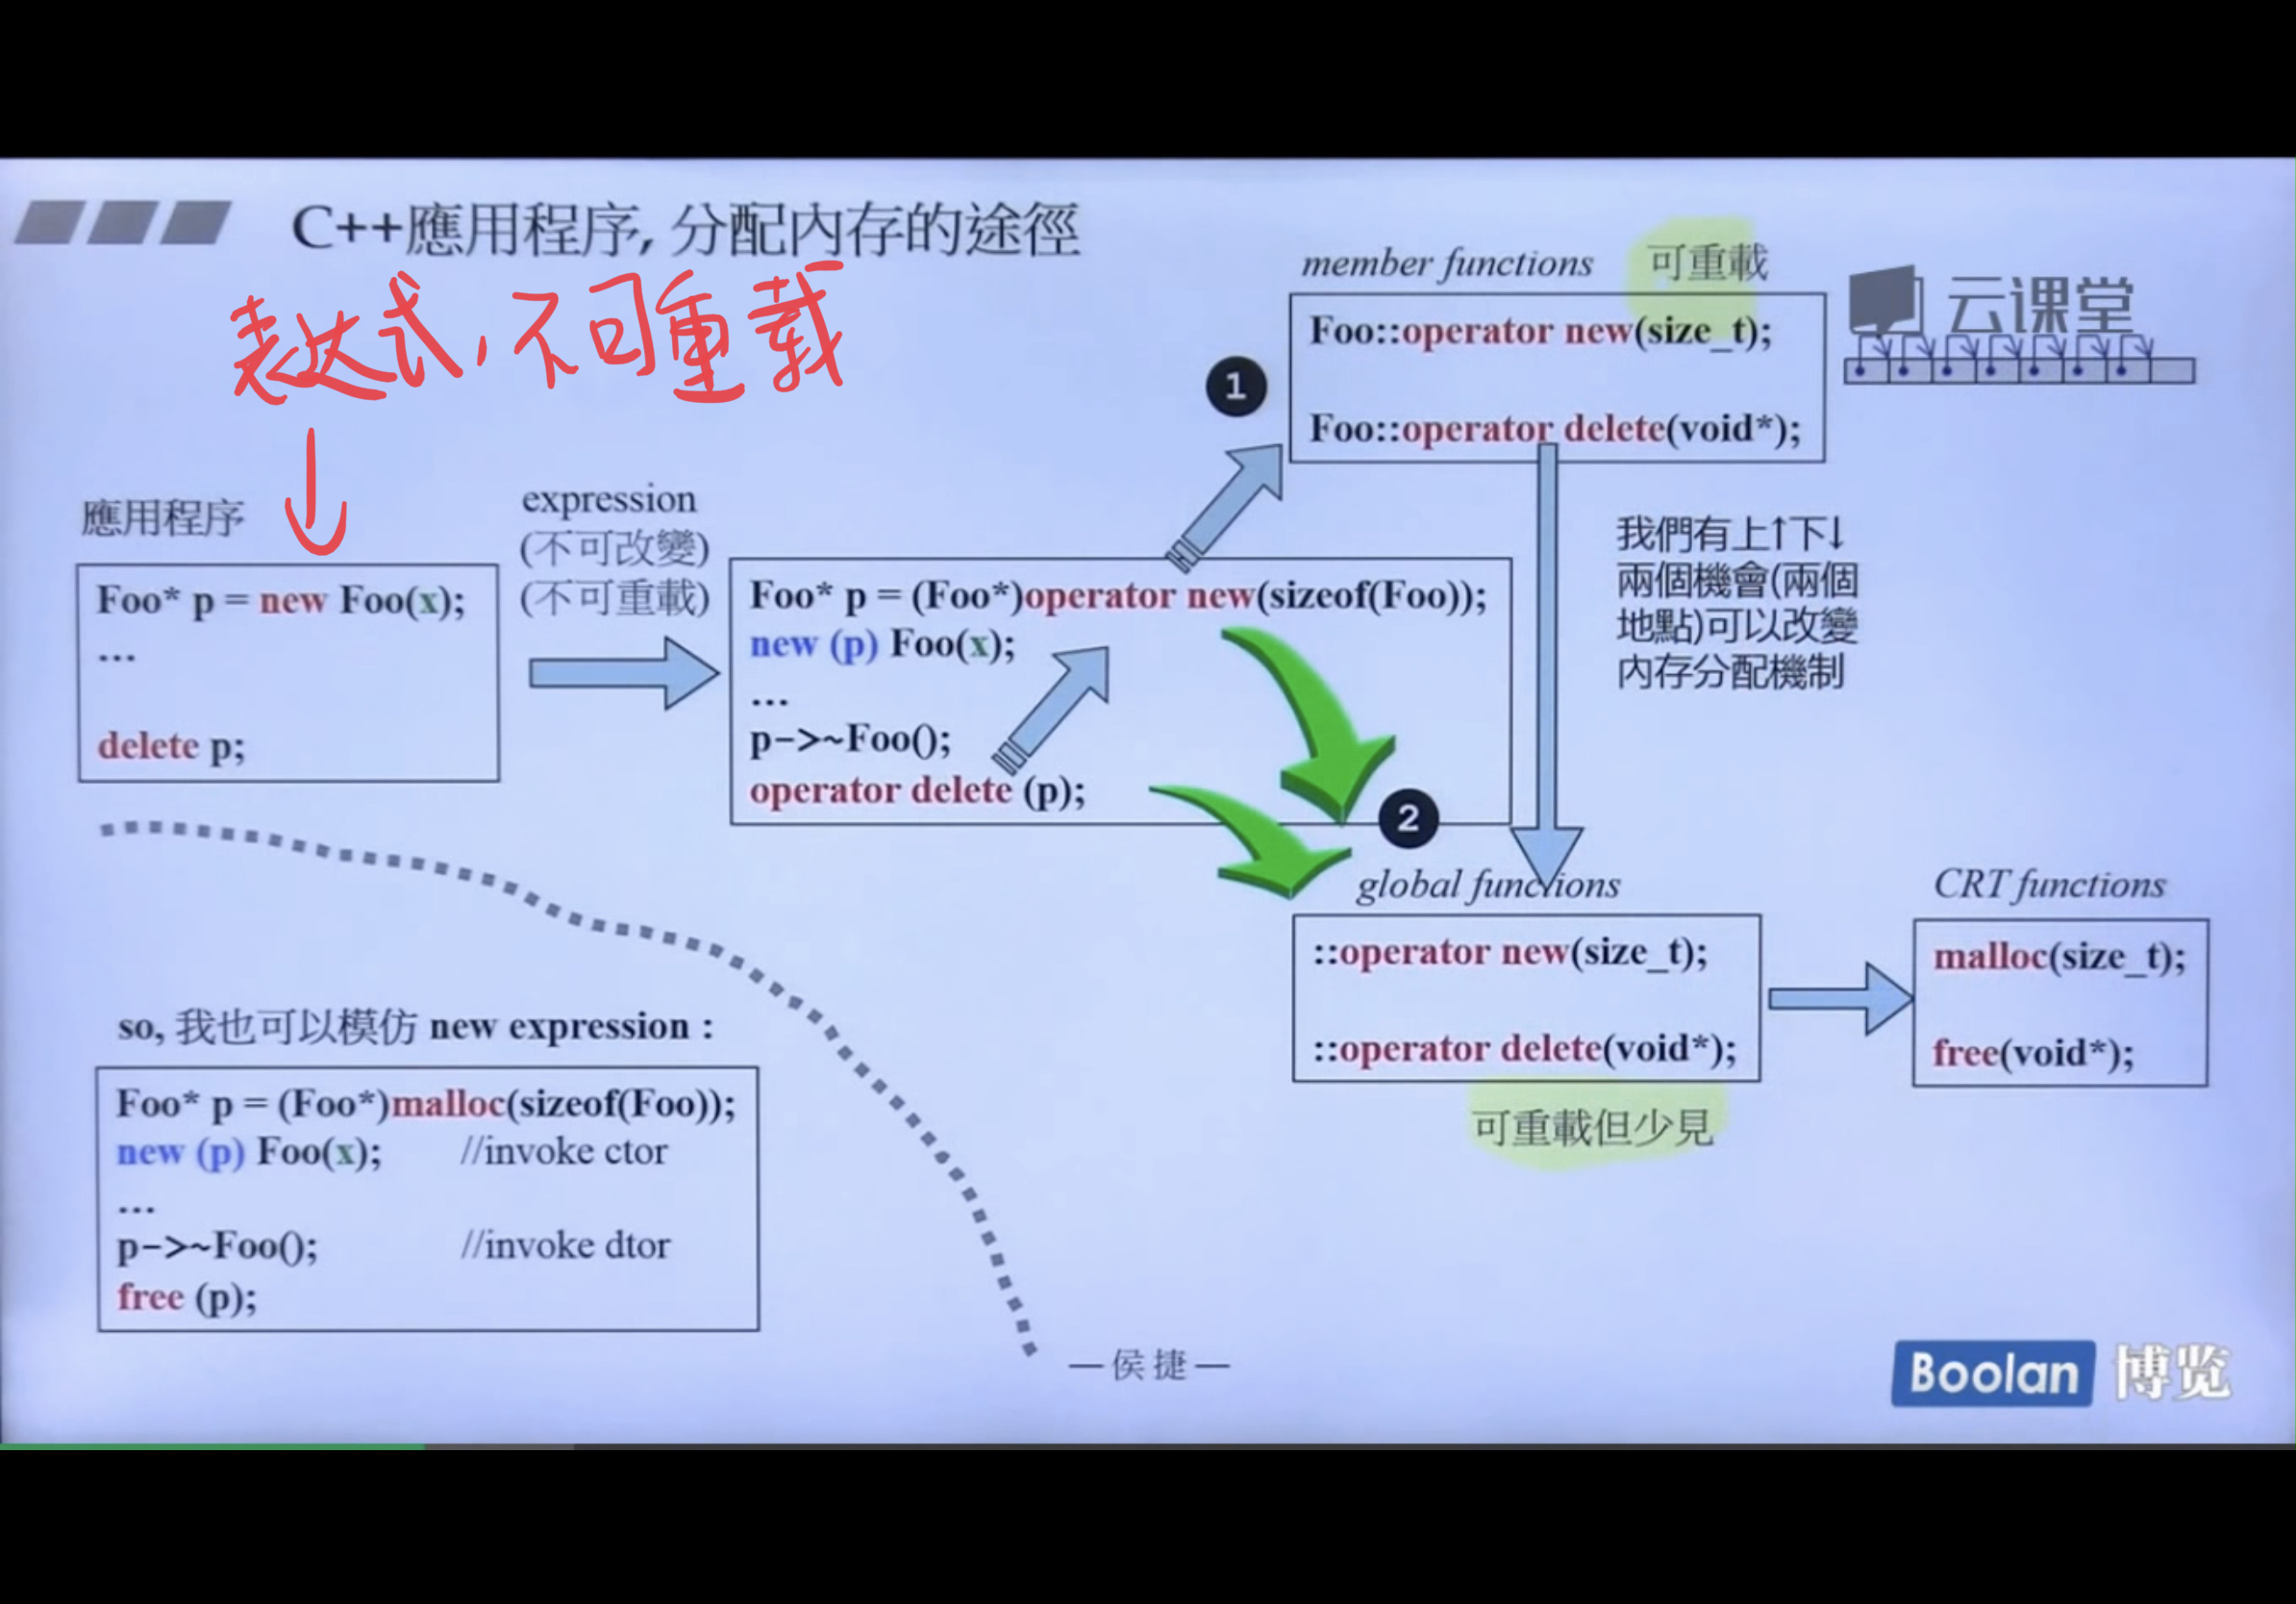 C++應用程序, 分配內存的途徑
表达式，不可重载
應用程序
Foo* p = new Foo(x);
...
delete p;
expression
(不可改變)
(不可重載)
Foo* p = (Foo*)operator new(sizeof(Foo));
new (p) Foo(x);
...
p->~Foo();
operator delete (p);
member functions 可重載
1
Foo::operator new(size_t);
Foo::operator delete(void*);
云课堂
我們有上↑下↓
兩個機會(兩個
地點)可以改變
內存分配機制
2
global functions
::operator new(size_t);
::operator delete(void*);
可重載但少見
CRT functions
malloc(size_t);
free(void*);
so, 我也可以模仿 new expression :
Foo* p = (Foo*)malloc(sizeof(Foo));
new (p) Foo(x); //invoke ctor
...
p->~Foo(); //invoke dtor
free (p);
—侯捷—
Boolan 博览